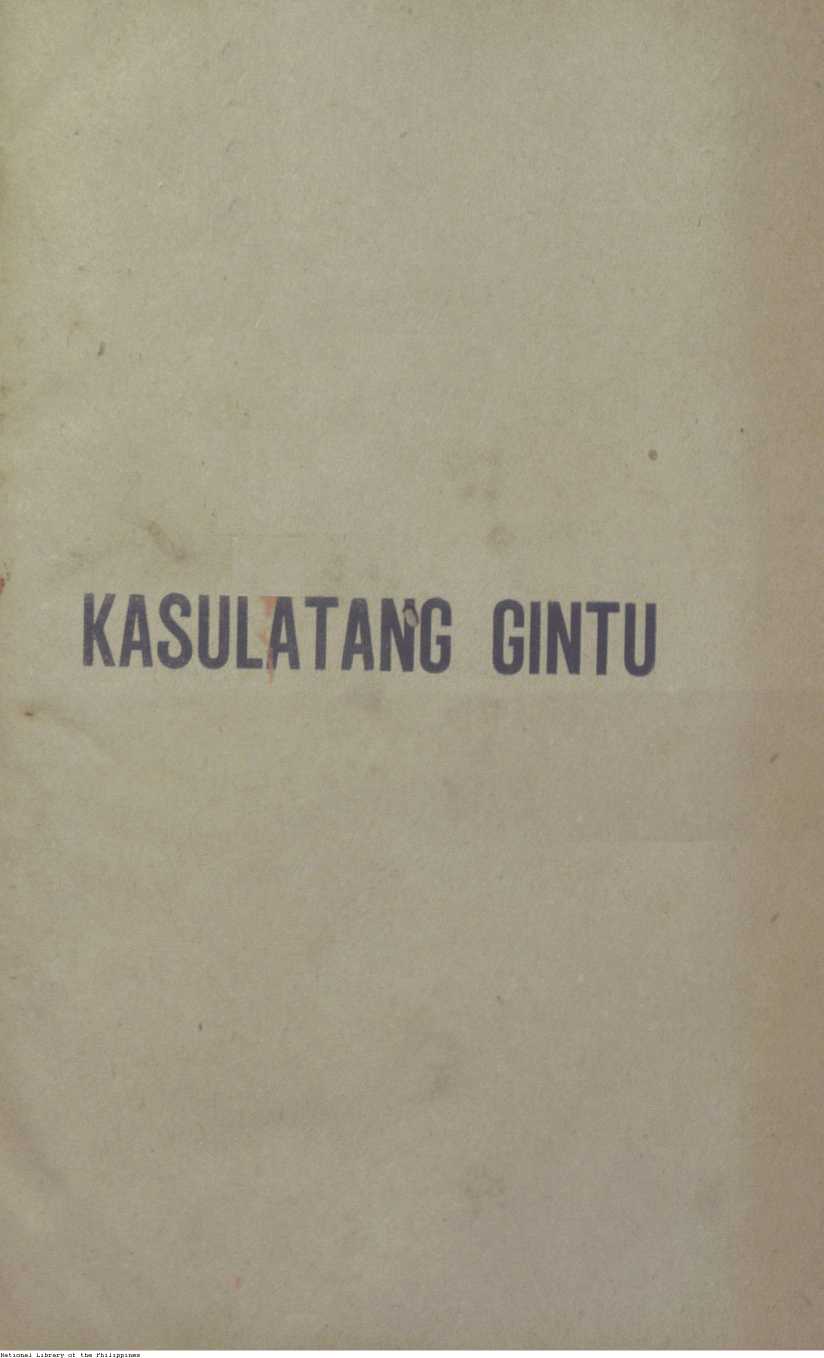 KASULATANG GINTU
National Library of the Philippines